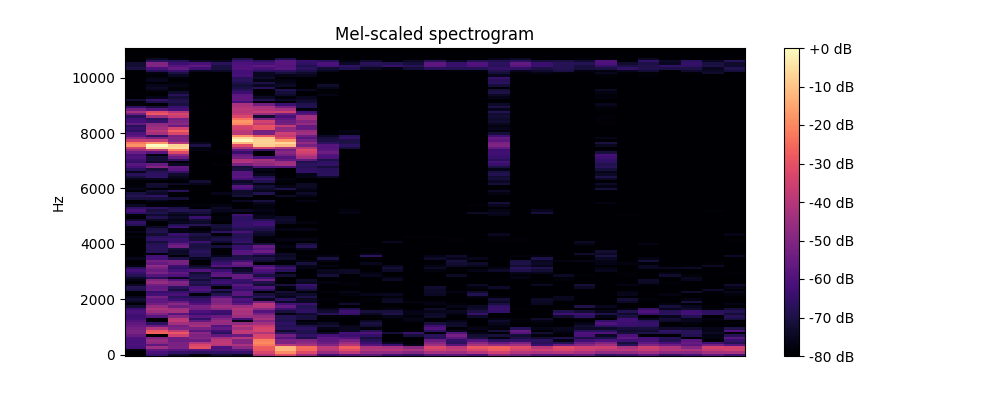 Mel-scaled spectrogram
Hz
10000
8000
6000
4000
2000
0
+0 dB
-10 dB
-20 dB
-30 dB
-40 dB
-50 dB
-60 dB
-70 dB
-80 dB